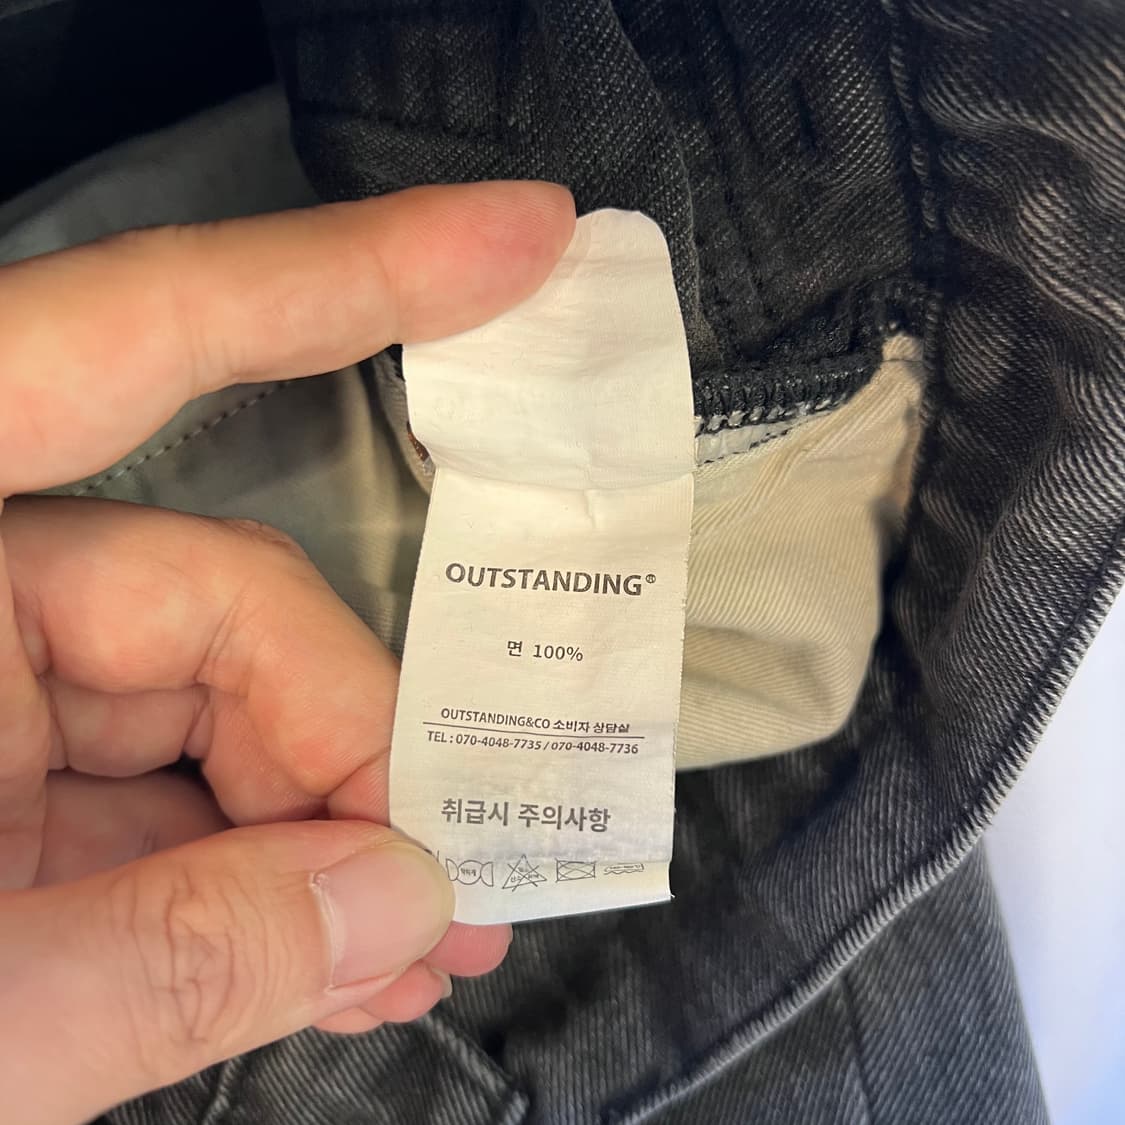 OUTSTANDING®
면 100%
OUTSTANDING&CO 소비자 상담실
TEL : 070-4048-7735 / 070-4048-7736
취급시 주의사항